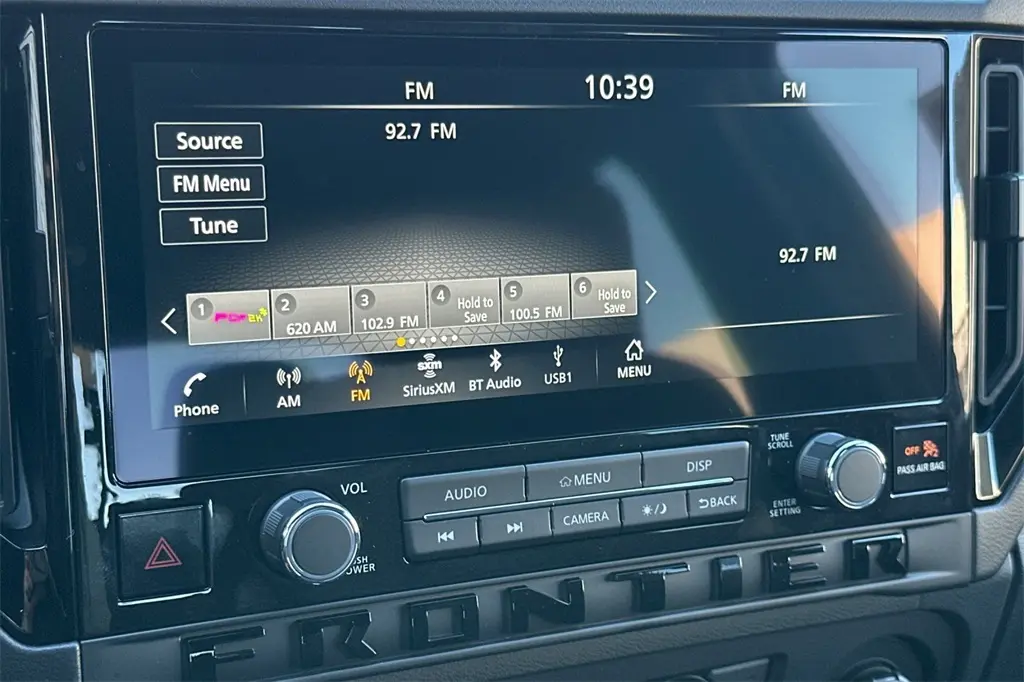 FM
10:39
FM
92.7 FM
Source
FM Menu
Tune
92.7 FM
1
2
620 AM
3
102.9 FM
4
Hold to
Save
5
100.5 FM
6
Hold to
Save
Phone
AM
FM
sxm
SiriusXM
BT Audio
USB1
MENU
TUNE
SCROLL
OFF
PASS AIR BAG
VOL
AUDIO
MENU
DISP
CAMERA
BACK
ENTER
SETTING
FRONTIER